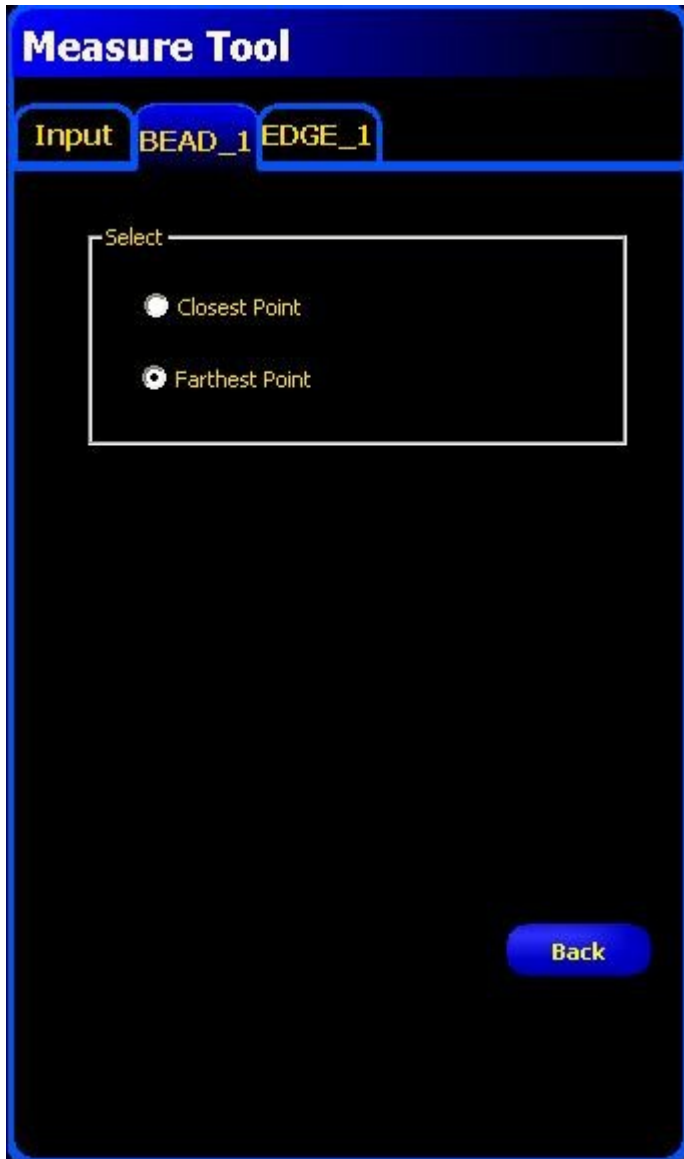 Measure Tool
Input BEAD_1 EDGE_1
Select
Closest Point
Farthest Point
Back